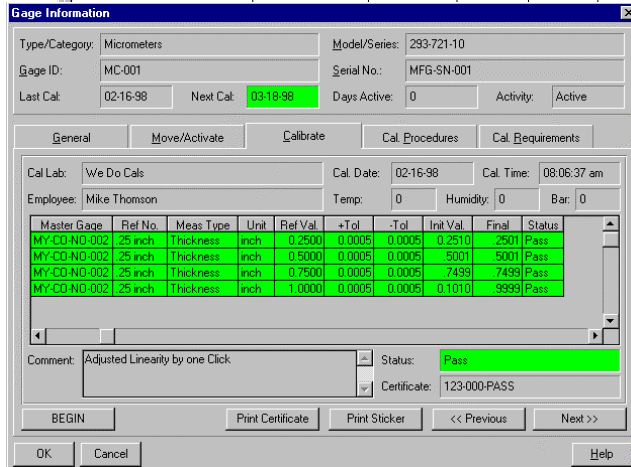 Gage Information
Type/Category: Micrometers Model/Series: 293-721-10
Gage ID: MC-001 Serial No.: MFG-SN-001
Last Cal: 02-16-98 Next Cal: 03-18-98 Days Active: 0 Activity: Active
General Move/Activate Calibrate Cal. Procedures Cal. Requirements
Cal Lab: We Do Cals Cal. Date: 02-16-98 Cal. Time: 08:06:37 am
Employee: Mike Thomson Temp: 0 Humidity: 0 Bar: 0
Master Gage Ref No. Meas Type Unit Ref Val. +Tol -Tol Init Val. Final Status
MY-CO-NO-002 .25 inch Thickness inch 0.2500 0.0005 0.0005 0.2510 .2501 Pass
MY-CO-NO-002 .25 inch Thickness inch 0.5000 0.0005 0.0005 .5001 .5001 Pass
MY-CO-NO-002 .25 inch Thickness inch 0.7500 0.0005 0.0005 .7499 .7499 Pass
MY-CO-NO-002 .25 inch Thickness inch 1.0000 0.0005 0.0005 0.1010 .9999 Pass
Comment: Adjusted Linearity by one Click Status: Pass
Certificate: 123-000-PASS
BEGIN Print Certificate Print Sticker << Previous Next >>
OK Cancel Help